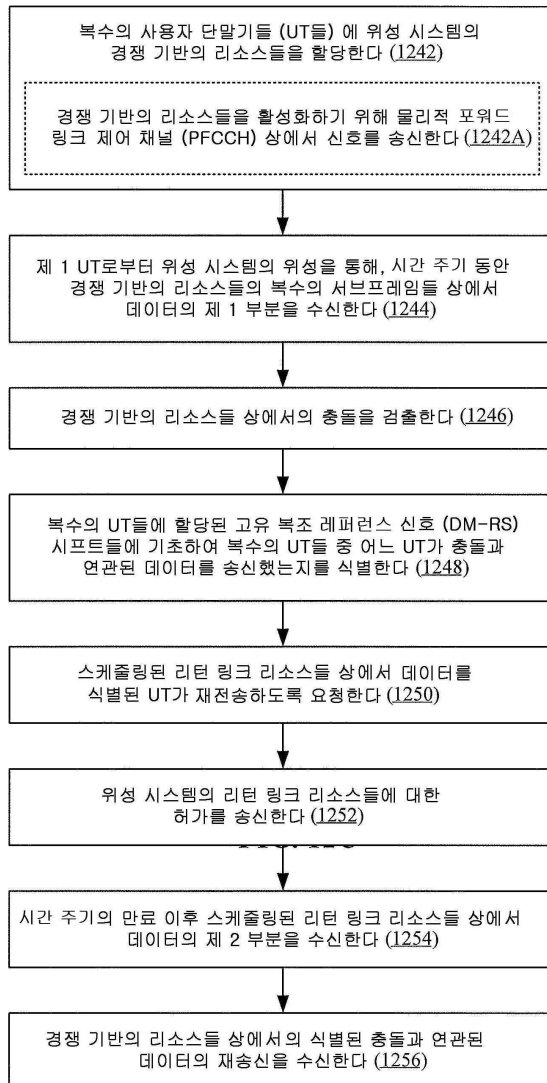 복수의 사용자 단말기들 (UT들) 에 위성 시스템의
경쟁 기반의 리소스들을 할당한다 (1242)
경쟁 기반의 리소스들을 활성화하기 위해 물리적 포워드
링크 제어 채널 (PFCCH) 상에서 신호를 송신한다 (1242A)
제 1 UT로부터 위성 시스템의 위성을 통해, 시간 주기 동안
경쟁 기반의 리소스들의 복수의 서브프레임들 상에서
데이터의 제 1 부분을 수신한다 (1244)
경쟁 기반의 리소스들 상에서의 충돌을 검출한다 (1246)
복수의 UT들에 할당된 고유 복조 레퍼런스 신호 (DM-RS)
시프트들에 기초하여 복수의 UT들 중 어느 UT가 충돌과
연관된 데이터를 송신했는지를 식별한다 (1248)
스케줄링된 리턴 링크 리소스들 상에서 데이터를
식별된 UT가 재전송하도록 요청한다 (1250)
위성 시스템의 리턴 링크 리소스들에 대한
허가를 송신한다 (1252)
시간 주기의 만료 이후 스케줄링된 리턴 링크 리소스들 상에서
데이터의 제 2 부분을 수신한다 (1254)
경쟁 기반의 리소스들 상에서의 식별된 충돌과 연관된
데이터의 재송신을 수신한다 (1256)